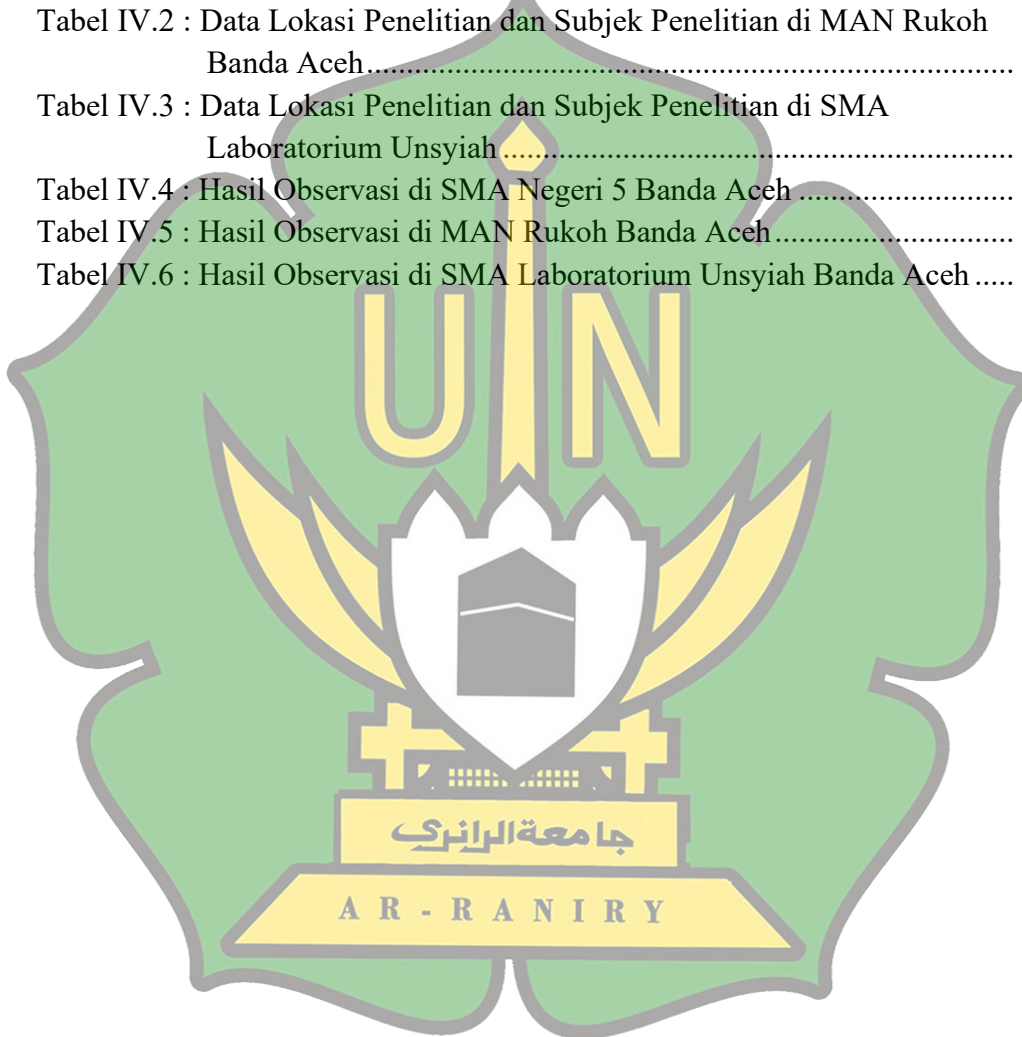 Tabel IV.2 : Data Lokasi Penelitian dan Subjek Penelitian di MAN Rukoh
Banda Aceh...........................................................................
Tabel IV.3 : Data Lokasi Penelitian dan Subjek Penelitian di SMA
Laboratorium Unsyiah...........................................................
Tabel IV.4 : Hasil Observasi di SMA Negeri 5 Banda Aceh.........................
Tabel IV.5 : Hasil Observasi di MAN Rukoh Banda Aceh............................
Tabel IV.6 : Hasil Observasi di SMA Laboratorium Unsyiah Banda Aceh.....
UIN
جامعة الرانري
AR - RANIRY